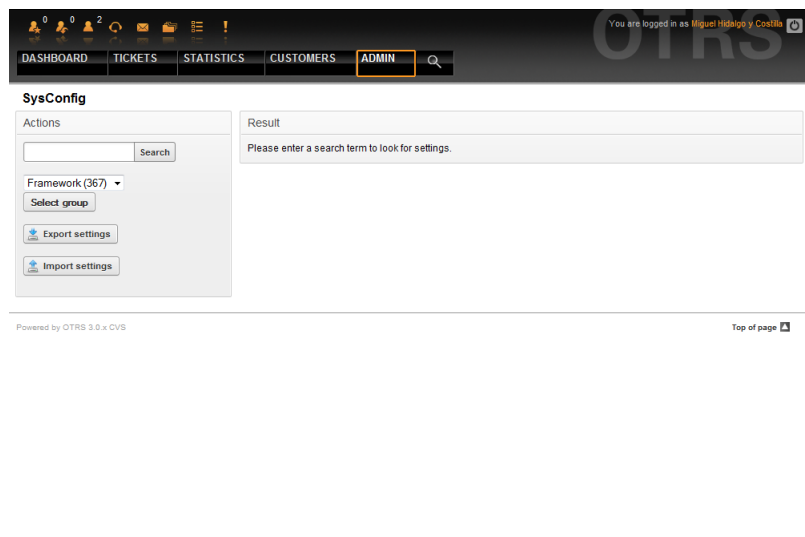 OTRS
0 0 2
You are logged in as Miguel Hidalgo y Costilla
DASHBOARD TICKETS STATISTICS CUSTOMERS ADMIN
SysConfig
Actions
Search
Framework (367)
Select group
Export settings
Import settings
Result
Please enter a search term to look for settings.
Powered by OTRS 3.0.x CVS
Top of page